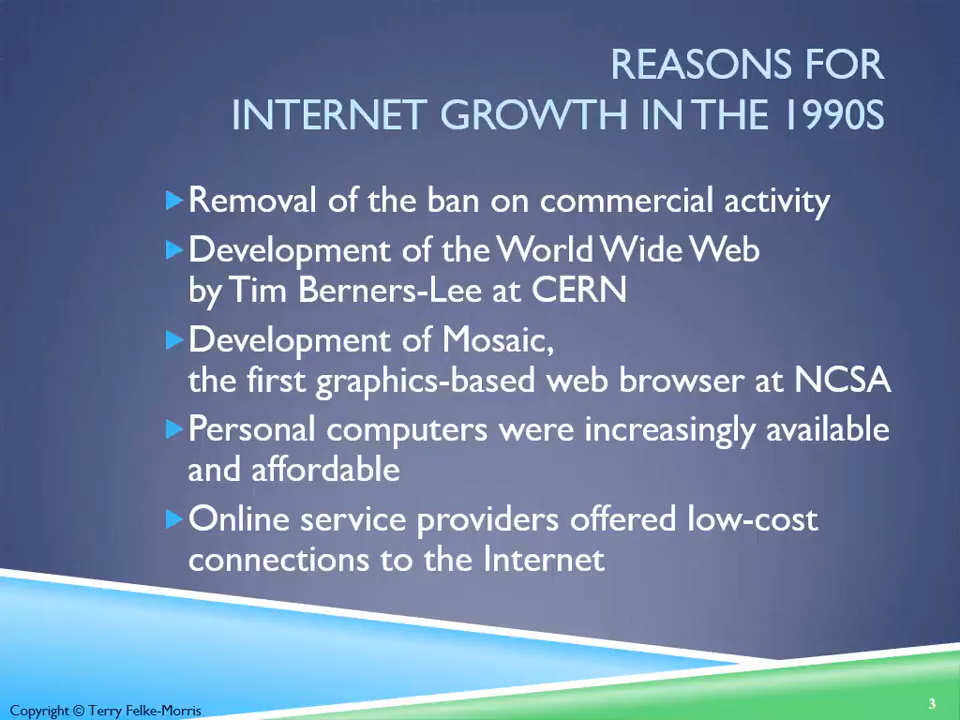 REASONS FOR
INTERNET GROWTH IN THE 1990S
Removal of the ban on commercial activity
Development of the World Wide Web
by Tim Berners-Lee at CERN
Development of Mosaic,
the first graphics-based web browser at NCSA
Personal computers were increasingly available
and affordable
Online service providers offered low-cost
connections to the Internet
Copyright © Terry Felke-Morris
3